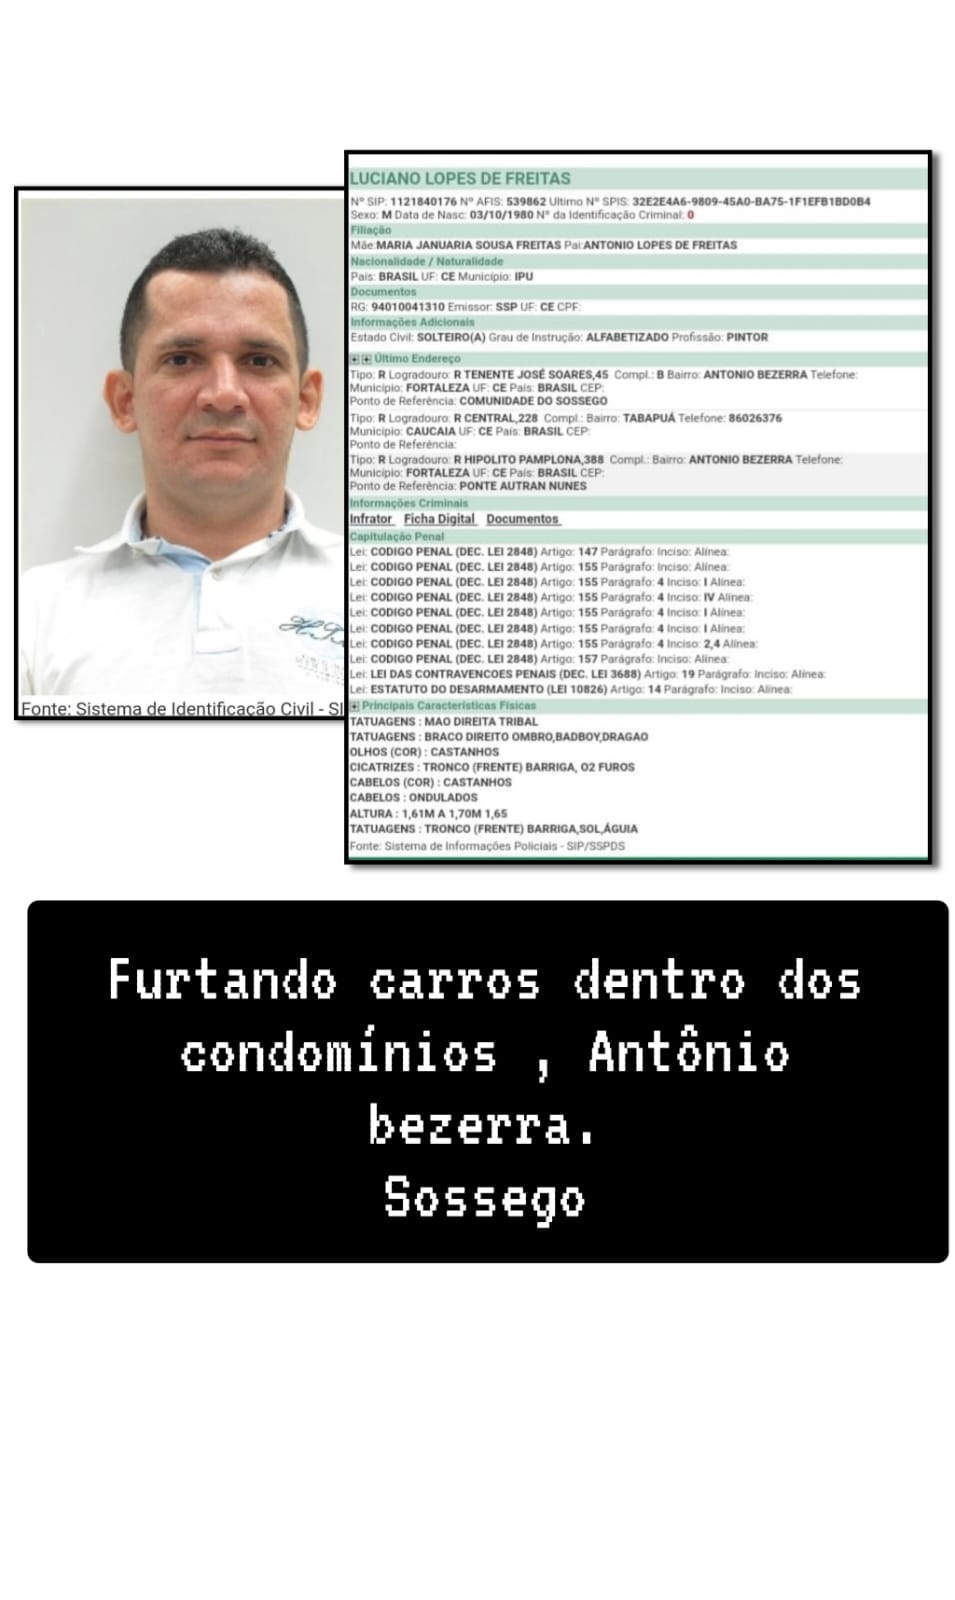 LUCIANO LOPES DE FREITAS
Nº SIP: 1121840176 Nº AFIS: 539862 Ultimo Nº SPIS: 32E2E4A6-9809-45A0-BA75-1F1EFB1BD0B4
Sexo: M Data de Nasc: 03/10/1980 Nº da Identificação Criminal: 0
Filiação
Mãe:MARIA JANUARIA SOUSA FREITAS Pai:ANTONIO LOPES DE FREITAS
Nacionalidade / Naturalidade
País: BRASIL UF: CE Município: IPU
Documentos
RG: 94010041310 Emissor: SSP UF: CE CPF:
Informações Adicionais
Estado Civil: SOLTEIRO(A) Grau de Instrução: ALFABETIZADO Profissão: PINTOR
Último Endereço
Tipo: R Logradouro: R TENENTE JOSÉ SOARES,45 Compl.: B Bairro: ANTONIO BEZERRA Telefone:
Município: FORTALEZA UF: CE País: BRASIL CEP:
Ponto de Referência: COMUNIDADE DO SOSSEGO
Tipo: R Logradouro: R CENTRAL,228 Compl.: Bairro: TABAPUÁ Telefone: 86026376
Município: CAUCAIA UF: CE País: BRASIL CEP:
Ponto de Referência:
Tipo: R Logradouro: R HIPOLITO PAMPLONA,388 Compl.: Bairro: ANTONIO BEZERRA Telefone:
Município: FORTALEZA UF: CE País: BRASIL CEP:
Ponto de Referência: PONTE AUTRAN NUNES
Informações Criminais
Infrator Ficha Digital Documentos
Capitulação Penal
Lei: CODIGO PENAL (DEC. LEI 2848) Artigo: 147 Parágrafo: Inciso: Alínea:
Lei: CODIGO PENAL (DEC. LEI 2848) Artigo: 155 Parágrafo: Inciso: Alínea:
Lei: CODIGO PENAL (DEC. LEI 2848) Artigo: 155 Parágrafo: 4 Inciso: I Alínea:
Lei: CODIGO PENAL (DEC. LEI 2848) Artigo: 155 Parágrafo: 4 Inciso: IV Alínea:
Lei: CODIGO PENAL (DEC. LEI 2848) Artigo: 155 Parágrafo: 4 Inciso: I Alínea:
Lei: CODIGO PENAL (DEC. LEI 2848) Artigo: 155 Parágrafo: 4 Inciso: I Alínea:
Lei: CODIGO PENAL (DEC. LEI 2848) Artigo: 155 Parágrafo: 4 Inciso: 2,4 Alínea:
Lei: CODIGO PENAL (DEC. LEI 2848) Artigo: 157 Parágrafo: Inciso: Alínea:
Lei: LEI DAS CONTRAVENCOES PENAIS (DEC. LEI 3688) Artigo: 19 Parágrafo: Inciso: Alínea:
Lei: ESTATUTO DO DESARMAMENTO (LEI 10826) Artigo: 14 Parágrafo: Inciso: Alínea:
Principais Características Físicas
TATUAGENS : MAO DIREITA TRIBAL
TATUAGENS : BRACO DIREITO OMBRO,BADBOY,DRAGAO
OLHOS (COR) : CASTANHOS
CICATRIZES : TRONCO (FRENTE) BARRIGA, O2 FUROS
CABELOS (COR) : CASTANHOS
CABELOS : ONDULADOS
ALTURA : 1,61M A 1,70M 1,65
TATUAGENS : TRONCO (FRENTE) BARRIGA,SOL,ÁGUIA
Fonte: Sistema de Informações Policiais - SIP/SSPDS
Fonte: Sistema de Identificação Civil - SI
Furtando carros dentro dos
condomínios , Antônio
bezerra.
Sossego